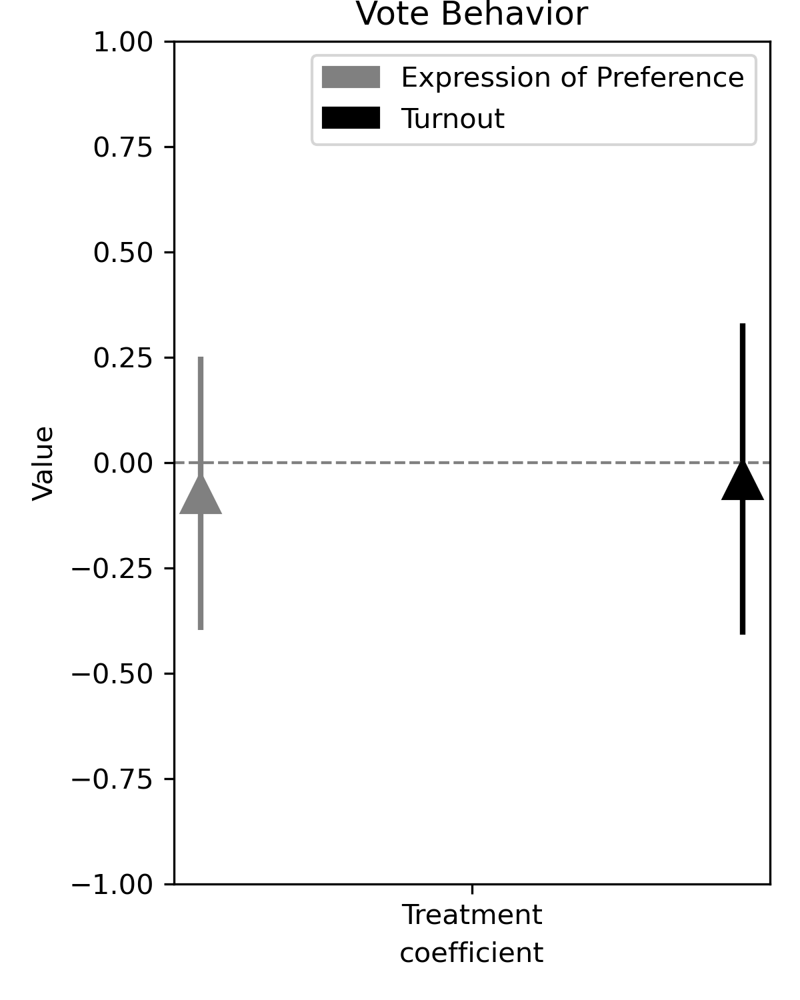 Vote Behavior
1.00
Expression of Preference
Turnout
0.75
0.50
0.25
0.00
Value
−0.25
−0.50
−0.75
−1.00
Treatment
coefficient